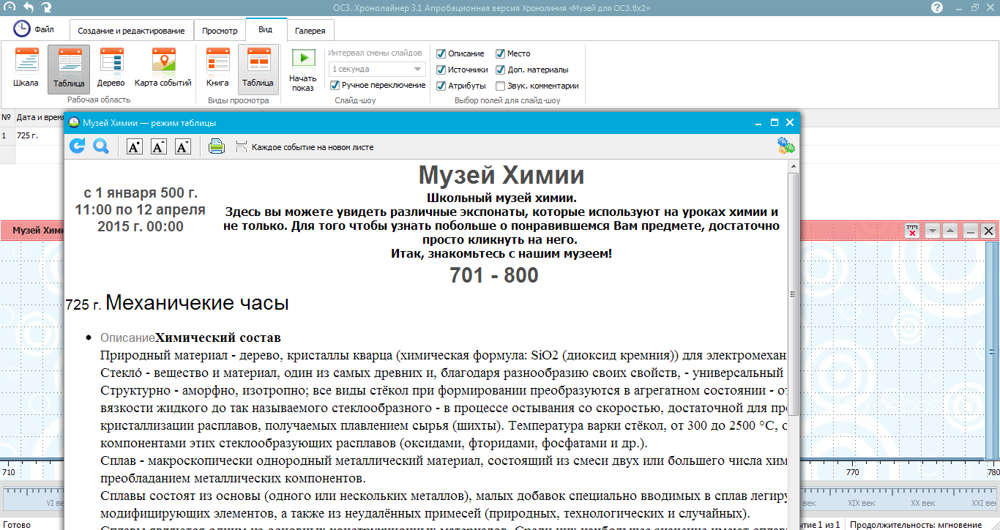 ОС3. Хронолайнер 3.1 Апробационная версия Хронолиния «Музей для ОС3.tlx2»
Файл
Создание и редактирование
Просмотр
Вид
Галерея
Шкала
Таблица
Дерево
Карта событий
Рабочая область
Книга
Таблица
Виды просмотра
Начать показ
Интервал смены слайдов
1 секунда
Ручное переключение
Слайд-шоу
Описание
Место
Источники
Доп. материалы
Атрибуты
Звук. комментарии
Выбор полей для слайд-шоу
№ Дата и время
1 725 г.
Музей Химии — режим таблицы
Каждое событие на новом листе
Музей Химии
с 1 января 500 г.
11:00 по 12 апреля
2015 г. 00:00
Школьный музей химии.
Здесь вы можете увидеть различные экспонаты, которые используют на уроках химии и
не только. Для того чтобы узнать побольше о понравившемся Вам предмете, достаточно
просто кликнуть на него.
Итак, знакомьтесь с нашим музеем!
701 - 800
Музей Хими
725 г. Механичекие часы
ОписаниеХимический состав
Природный материал - дерево, кристаллы кварца (химическая формула: SiO2 (диоксид кремния)) для электромехан
Стекло́ - вещество и материал, один из самых древних и, благодаря разнообразию своих свойств, - универсальный
Структурно - аморфно, изотропно; все виды стёкол при формировании преобразуются в агрегатном состоянии - от
вязкости жидкого до так называемого стеклообразного - в процессе остывания со скоростью, достаточной для пре
кристаллизации расплавов, получаемых плавлением сырья (шихты). Температура варки стёкол, от 300 до 2500 °C, о
компонентами этих стеклообразующих расплавов (оксидами, фторидами, фосфатами и др.).
Сплав - макроскопически однородный металлический материал, состоящий из смеси двух или большего числа хим
преобладанием металлических компонентов.
Сплавы состоят из основы (одного или нескольких металлов), малых добавок специально вводимых в сплав легиру
модифицирующих элементов, а также из неудалённых примесей (природных, технологических и случайных).
710
770
780
VI ве
век
XIX век
XX век
XXI век
Готово
ытие 1 из 1
Продолжительность: мгновение